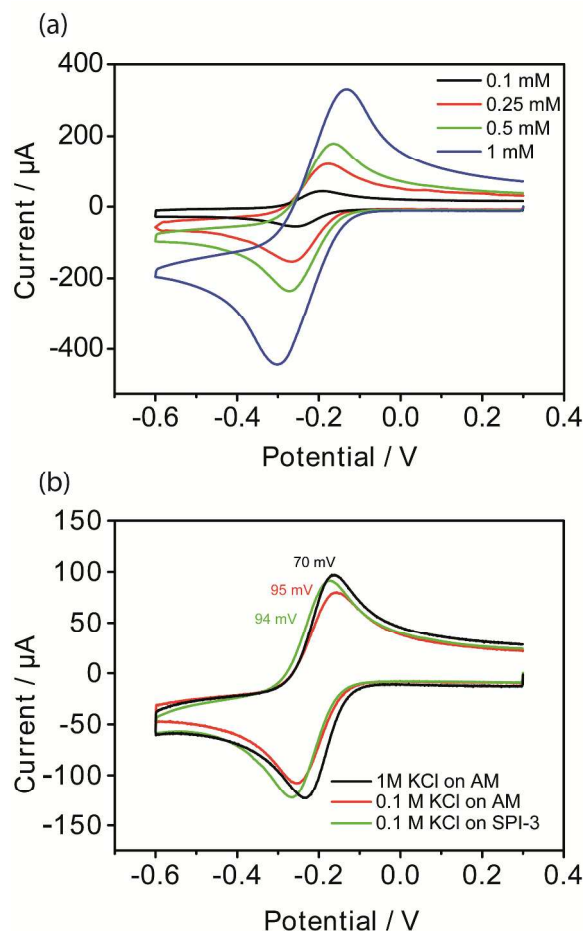 (a)
400
200
0
-200
-400
Current / µA
0.1 mM
0.25 mM
0.5 mM
1 mM
-0.6 -0.4 -0.2 0.0 0.2 0.4
Potential / V
(b)
150
100
50
0
-50
-100
-150
Current / µA
70 mV
95 mV
94 mV
1M KCl on AM
0.1 M KCl on AM
0.1 M KCl on SPI-3
-0.6 -0.4 -0.2 0.0 0.2 0.4
Potential / V